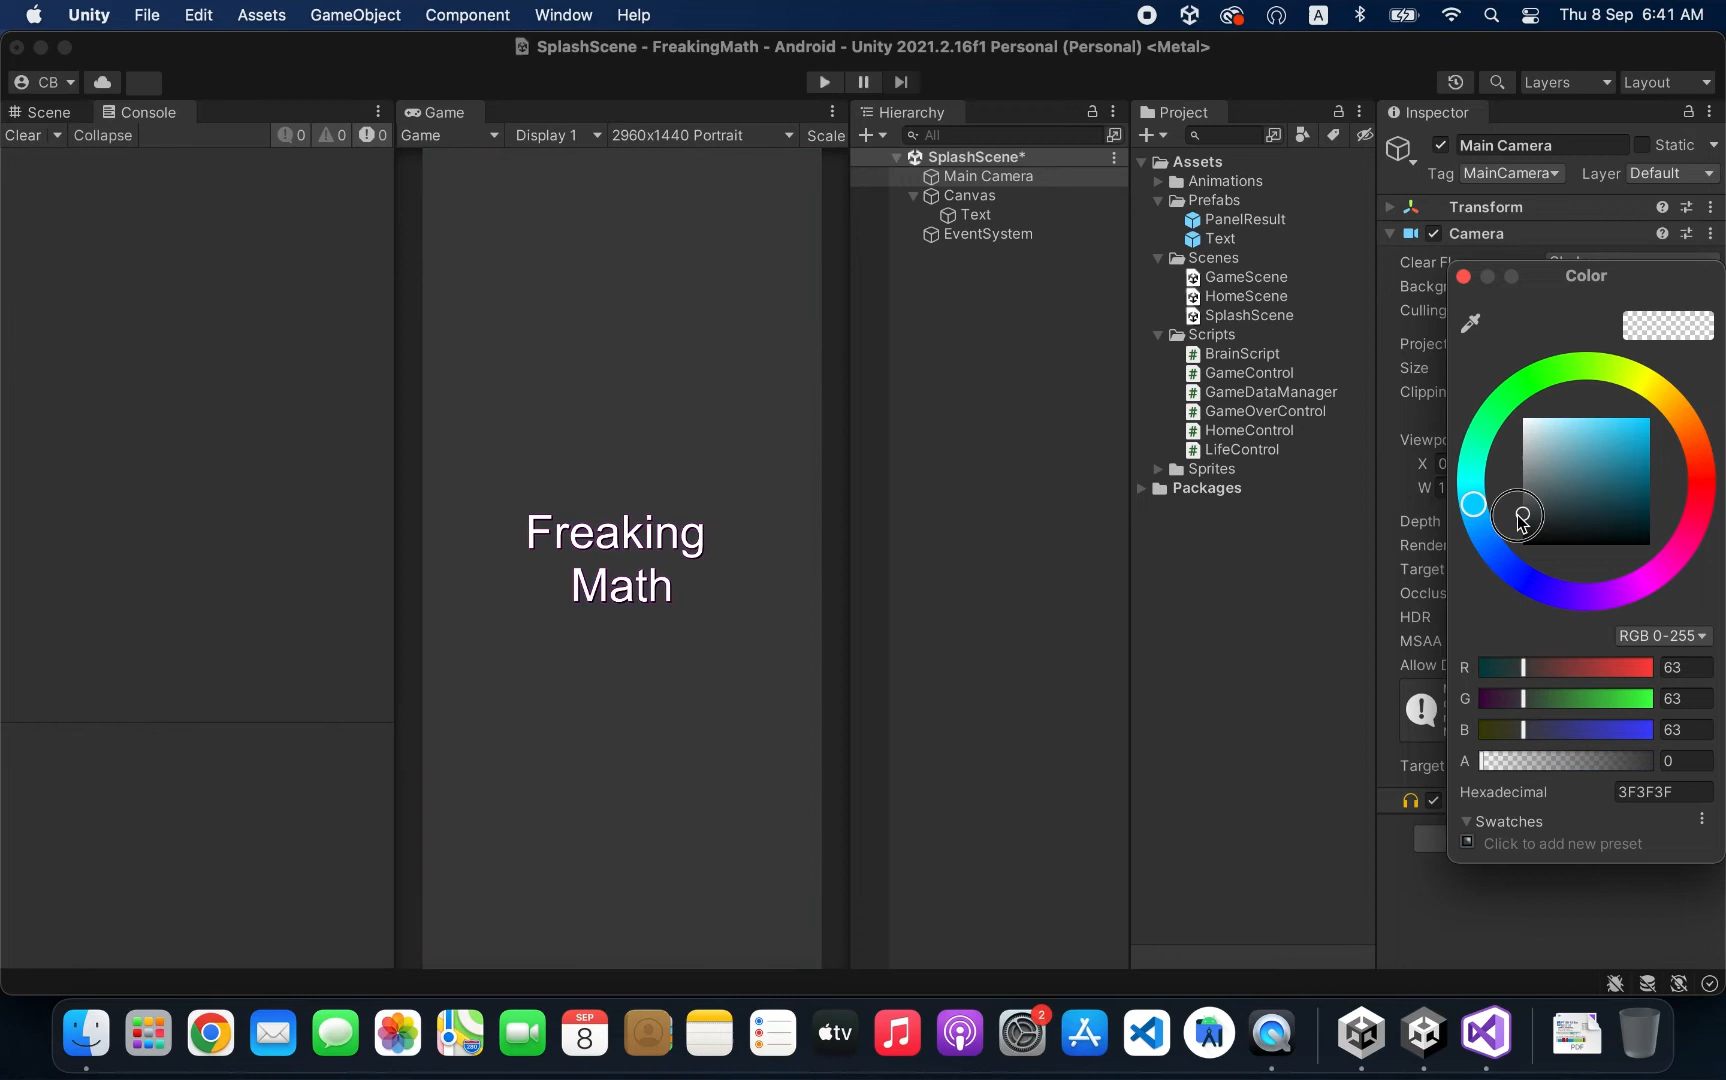 Unity File Edit Assets GameObject Component Window Help
A
Thu 8 Sep 6:41 AM
SplashScene - FreakingMath - Android - Unity 2021.2.16f1 Personal (Personal) <Metal>
CB
Layers
Layout
Scene
Console
Game
Hierarchy
Project
Inspector
Clear
Collapse
0
0
0
Game
Display 1
2960x1440 Portrait
Scale
All
SplashScene*
Main Camera
Canvas
Text
EventSystem
Assets
Animations
Prefabs
PanelResult
Text
Scenes
GameScene
HomeScene
SplashScene
Scripts
BrainScript
GameControl
GameDataManager
GameOverControl
HomeControl
LifeControl
Sprites
Packages
Main Camera
Static
Tag MainCamera
Layer Default
Transform
Camera
Clear Fl
Backgr
Culling
Project
Size
Clippin
Viewpo
X 0
W 1
Depth
Render
Target
Occlus
HDR
MSAA
Allow D
Target
Freaking
Math
Color
RGB 0-255
R 63
G 63
B 63
A 0
Hexadecimal 3F3F3F
Swatches
Click to add new preset
SEP
8
tv
2
PDF